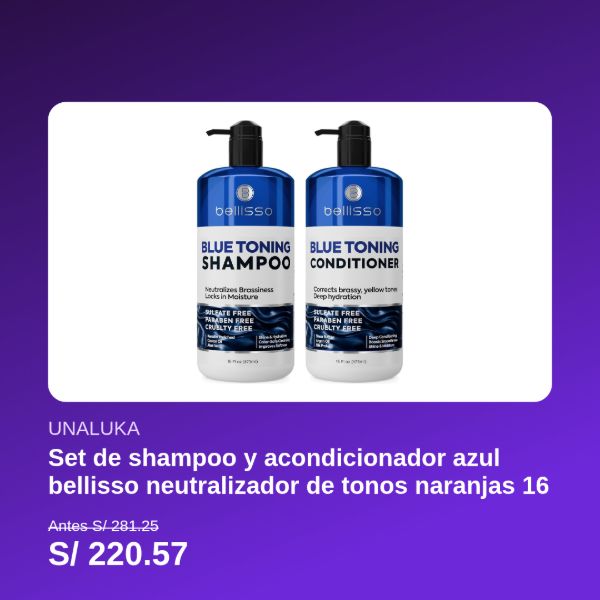 bellisso
BLUE TONING
SHAMPOO
Neutralizes Brassiness
Locks in Moisture
SULFATE FREE
PARABEN FREE
CRUELTY FREE
bellisso
BLUE TONING
CONDITIONER
Corrects brassy, yellow tones
Deep hydration
SULFATE FREE
PARABEN FREE
CRUELTY FREE
UNALUKA
Set de shampoo y acondicionador azul
bellisso neutralizador de tonos naranjas 16
Antes S/ 281.25
S/ 220.57